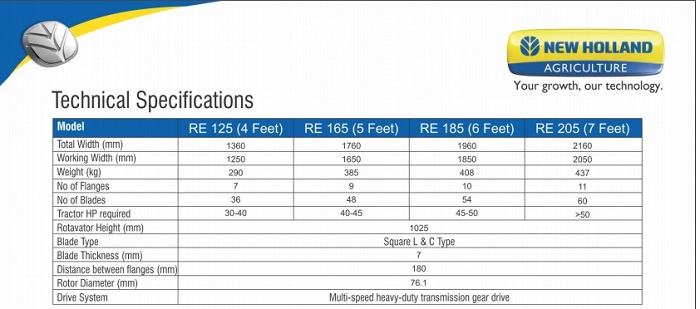 NEW HOLLAND
AGRICULTURE
Your growth, our technology.
Technical Specifications
Model RE 125 (4 Feet) RE 165 (5 Feet) RE 185 (6 Feet) RE 205 (7 Feet)
Total Width (mm) 1360 1760 1960 2160
Working Width (mm) 1250 1650 1850 2050
Weight (kg) 290 385 408 437
No of Flanges 7 9 10 11
No of Blades 36 48 54 60
Tractor HP required 30-40 40-45 45-50 >50
Rotavator Height (mm) 1025
Blade Type Square L & C Type
Blade Thickness (mm) 7
Distance between flanges (mm) 180
Rotor Diameter (mm) 76.1
Drive System Multi-speed heavy-duty transmission gear drive